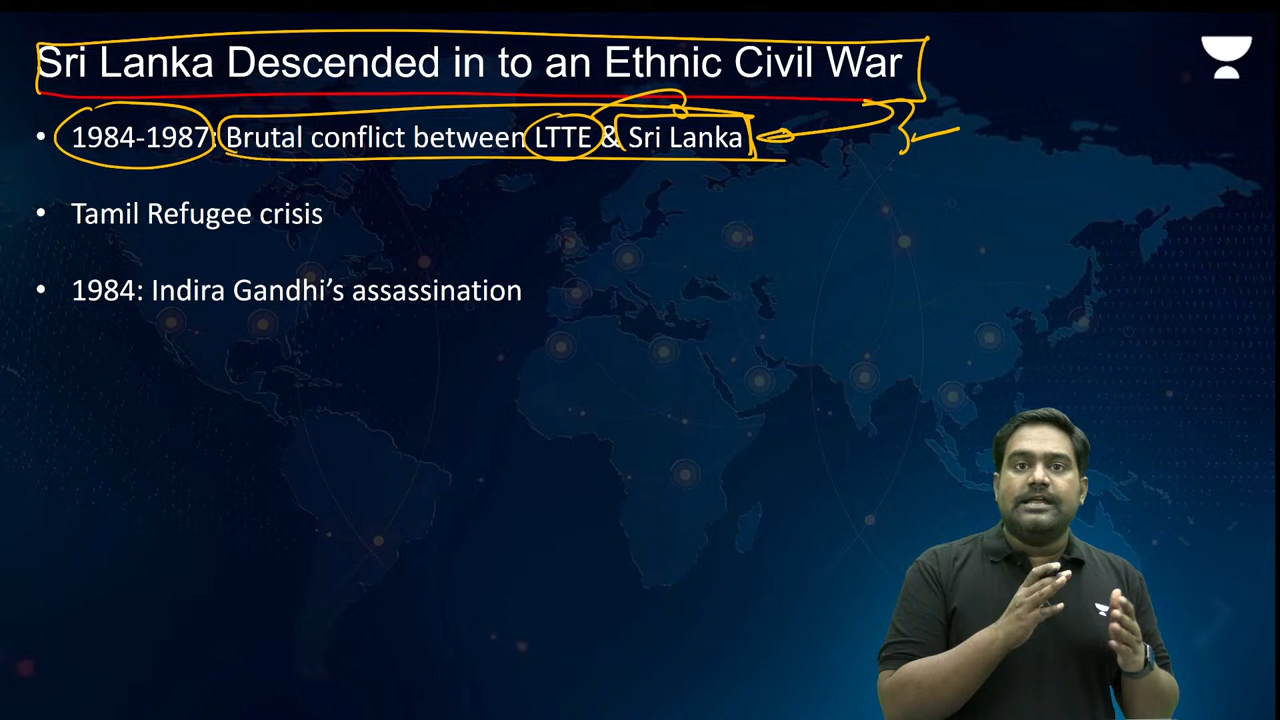 Sri Lanka Descended in to an Ethnic Civil War
• 1984-1987: Brutal conflict between LTTE & Sri Lanka
• Tamil Refugee crisis
• 1984: Indira Gandhi’s assassination